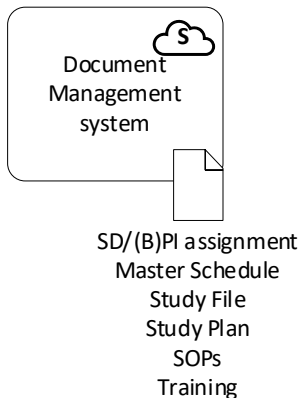 S
Document
Management
system
SD/(B)PI assignment
Master Schedule
Study File
Study Plan
SOPs
Training